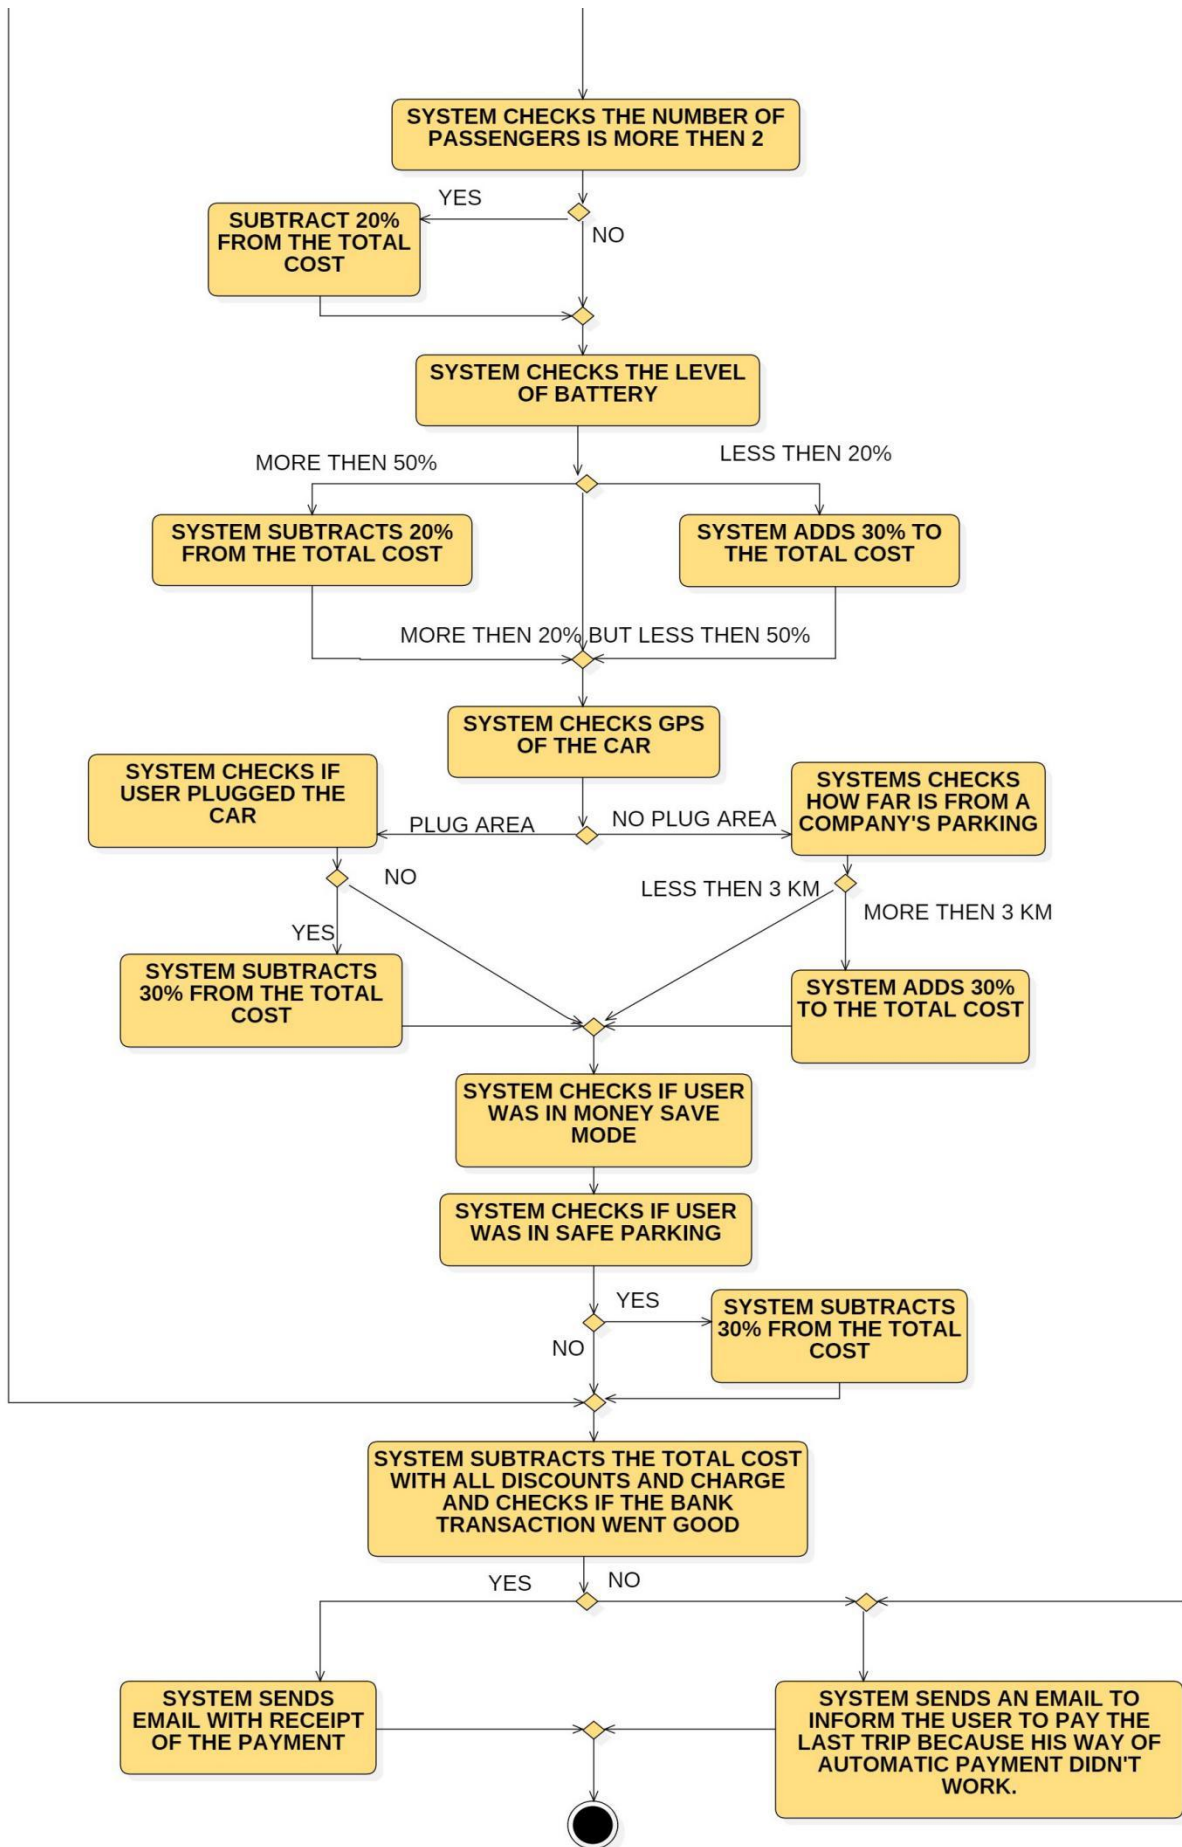 SYSTEM CHECKS THE NUMBER OF
PASSENGERS IS MORE THEN 2
YES
SUBTRACT 20%
FROM THE TOTAL
COST
NO
SYSTEM CHECKS THE LEVEL
OF BATTERY
MORE THEN 50%
LESS THEN 20%
SYSTEM SUBTRACTS 20%
FROM THE TOTAL COST
SYSTEM ADDS 30% TO
THE TOTAL COST
MORE THEN 20% BUT LESS THEN 50%
SYSTEM CHECKS GPS
OF THE CAR
SYSTEM CHECKS IF
USER PLUGGED THE
CAR
SYSTEMS CHECKS
HOW FAR IS FROM A
COMPANY'S PARKING
PLUG AREA
NO PLUG AREA
NO
LESS THEN 3 KM
MORE THEN 3 KM
YES
SYSTEM SUBTRACTS
30% FROM THE TOTAL
COST
SYSTEM ADDS 30%
TO THE TOTAL COST
SYSTEM CHECKS IF USER
WAS IN MONEY SAVE
MODE
SYSTEM CHECKS IF USER
WAS IN SAFE PARKING
YES
SYSTEM SUBTRACTS
30% FROM THE TOTAL
COST
NO
SYSTEM SUBTRACTS THE TOTAL COST
WITH ALL DISCOUNTS AND CHARGE
AND CHECKS IF THE BANK
TRANSACTION WENT GOOD
YES
NO
SYSTEM SENDS
EMAIL WITH RECEIPT
OF THE PAYMENT
SYSTEM SENDS AN EMAIL TO
INFORM THE USER TO PAY THE
LAST TRIP BECAUSE HIS WAY OF
AUTOMATIC PAYMENT DIDN'T
WORK.